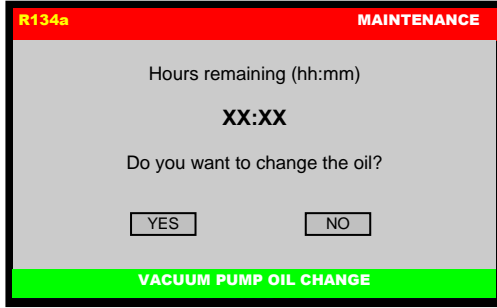 R134a MAINTENANCE
Hours remaining (hh:mm)
XX:XX
Do you want to change the oil?
YES NO
VACUUM PUMP OIL CHANGE